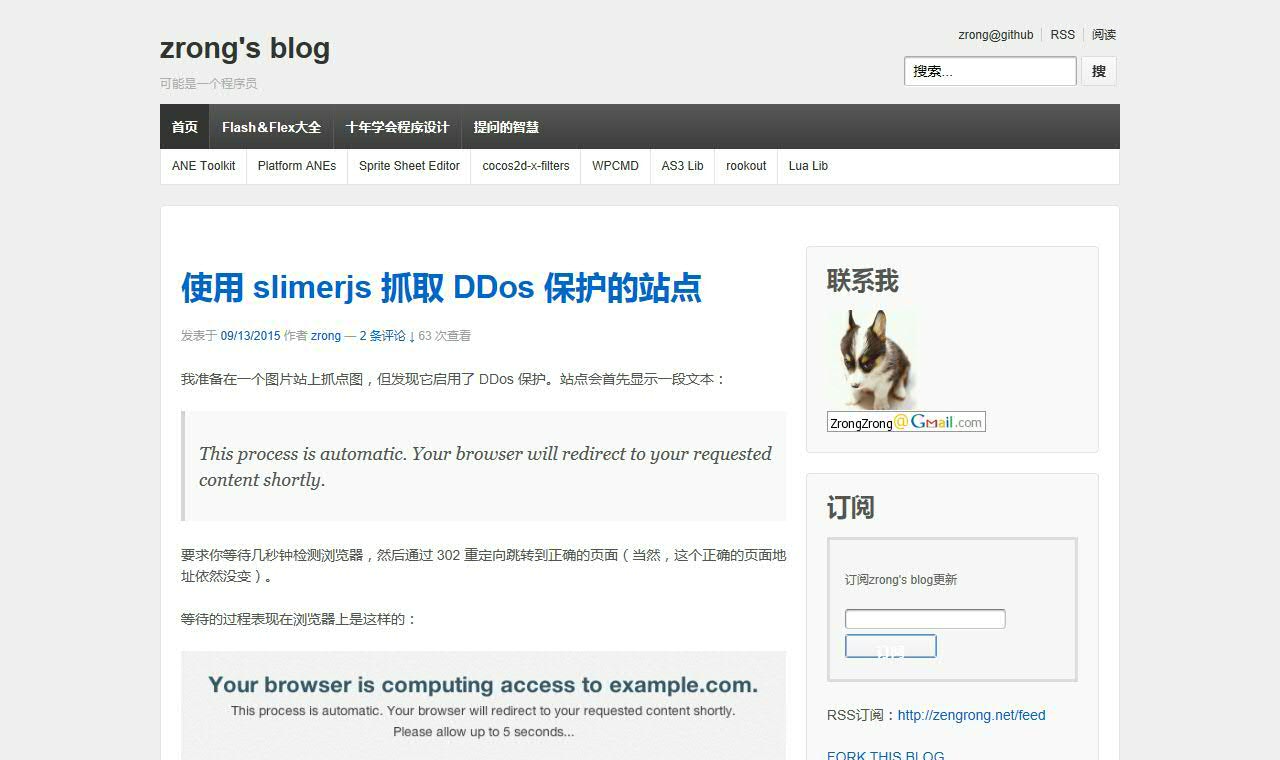 zrong's blog
可能是一个程序员
zrong@github RSS 阅读
搜索... 搜
首页 Flash&Flex大全 十年学会程序设计 提问的智慧
ANE Toolkit Platform ANEs Sprite Sheet Editor cocos2d-x-filters WPCMD AS3 Lib rookout Lua Lib
使用 slimerjs 抓取 DDos 保护的站点
发表于 09/13/2015 作者 zrong — 2 条评论 ↓ 63 次查看
我准备在一个图片站上抓点图，但发现它启用了 DDos 保护。站点会首先显示一段文本：
This process is automatic. Your browser will redirect to your requested
content shortly.
要求你等待几秒钟检测浏览器，然后通过 302 重定向跳转到正确的页面（当然，这个正确的页面地
址依然没变）。
等待的过程表现在浏览器上是这样的：
Your browser is computing access to example.com.
This process is automatic. Your browser will redirect to your requested content shortly.
Please allow up to 5 seconds...
联系我
ZrongZrong@Gmail.com
订阅
订阅zrong's blog更新
订阅
RSS订阅：http://zengrong.net/feed
FORK THIS BLOG